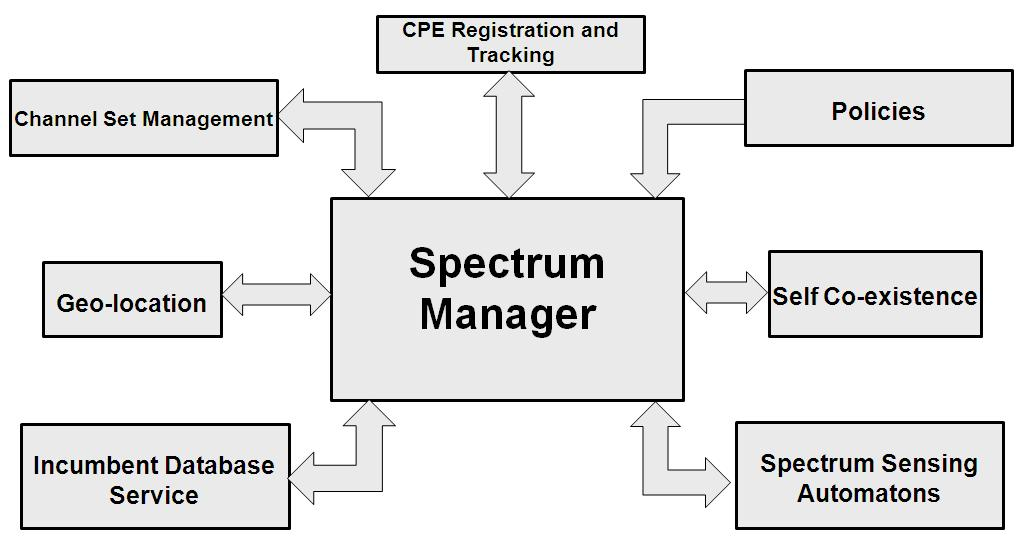 CPE Registration and
Tracking
Channel Set Management
Policies
Spectrum
Manager
Geo-location
Self Co-existence
Incumbent Database
Service
Spectrum Sensing
Automatons